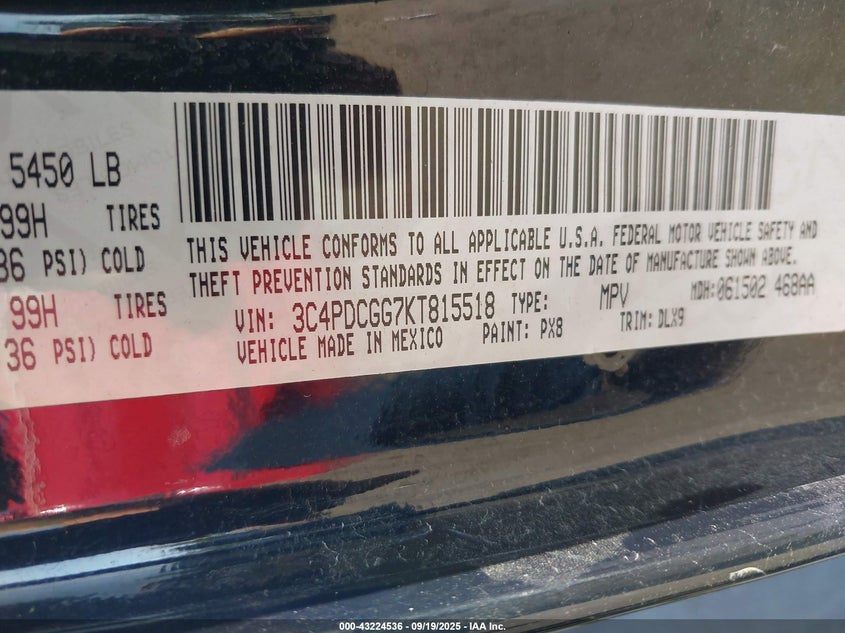 5450 LB
99H TIRES
36 PSI) COLD
99H TIRES
36 PSI) COLD
THIS VEHICLE CONFORMS TO ALL APPLICABLE U.S.A. FEDERAL MOTOR VEHICLE SAFETY AND
THEFT PREVENTION STANDARDS IN EFFECT ON THE DATE OF MANUFACTURE SHOWN ABOVE.
VIN: 3C4PDCGG7KT815518 TYPE: MPV MDH:061502 468AA
VEHICLE MADE IN MEXICO PAINT: PX8 TRIM: DLX9
000-43224536 - 09/19/2025 - IAA Inc.